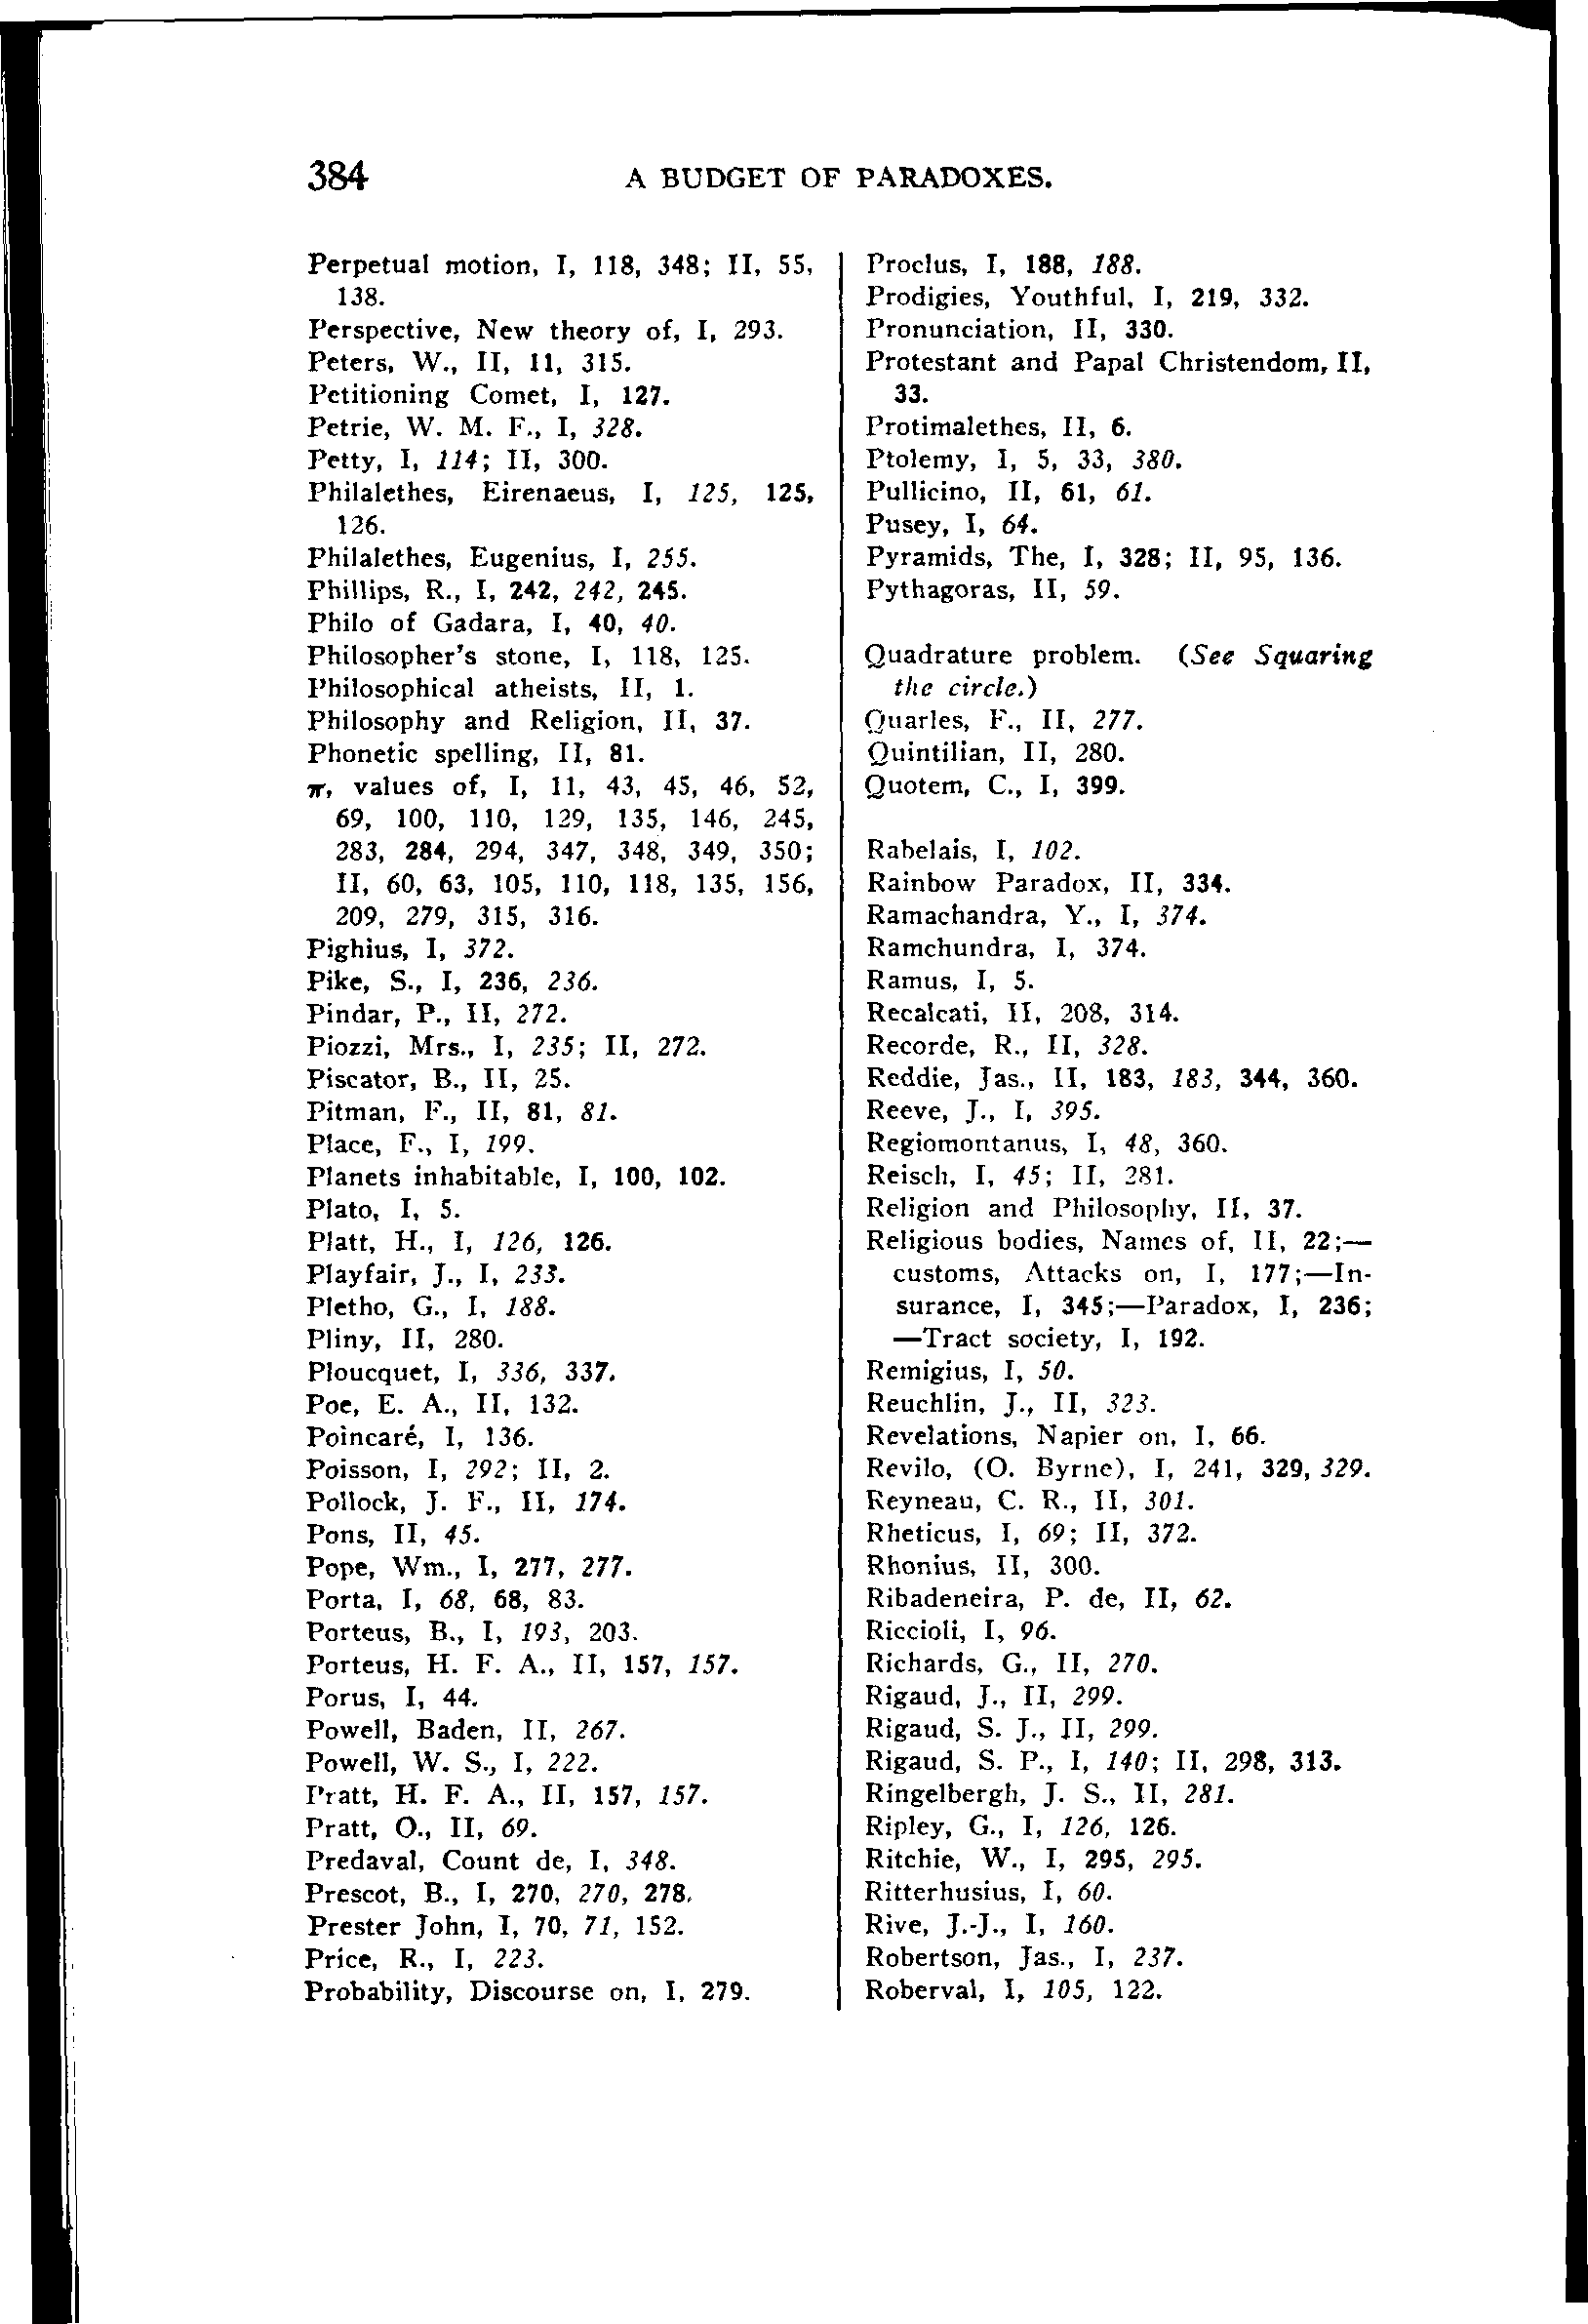 384 A BUDGET OF PARADOXES.
Perpetual motion, I, 118, 348; II, 55,
138.
Perspective, New theory of, I, 293.
Peters, W., II, 11, 315.
Petitioning Comet, I, 127.
Petrie, W. M. F., I, 328.
Petty, I, 114; II, 300.
Philalethes, Eirenaeus, I, 125, 125,
126.
Philalethes, Eugenius, I, 255.
Phillips, R., I, 242, 242, 245.
Philo of Gadara, I, 40, 40.
Philosopher's stone, I, 118, 125.
Philosophical atheists, II, 1.
Philosophy and Religion, II, 37.
Phonetic spelling, II, 81.
π, values of, I, 11, 43, 45, 46, 52,
69, 100, 110, 129, 135, 146, 245,
283, 284, 294, 347, 348, 349, 350;
II, 60, 63, 105, 110, 118, 135, 156,
209, 279, 315, 316.
Pighius, I, 372.
Pike, S., I, 236, 236.
Pindar, P., II, 272.
Piozzi, Mrs., I, 235; II, 272.
Piscator, B., II, 25.
Pitman, F., II, 81, 81.
Place, F., I, 199.
Planets inhabitable, I, 100, 102.
Plato, I, 5.
Platt, H., I, 126, 126.
Playfair, J., I, 233.
Pletho, G., I, 188.
Pliny, II, 280.
Ploucquet, I, 336, 337.
Poe, E. A., II, 132.
Poincaré, I, 136.
Poisson, I, 292; II, 2.
Pollock, J. F., II, 174.
Pons, II, 45.
Pope, Wm., I, 277, 277.
Porta, I, 68, 68, 83.
Porteus, B., I, 193, 203.
Porteus, H. F. A., II, 157, 157.
Porus, I, 44.
Powell, Baden, II, 267.
Powell, W. S., I, 222.
Pratt, H. F. A., II, 157, 157.
Pratt, O., II, 69.
Predaval, Count de, I, 348.
Prescot, B., I, 270, 270, 278.
Prester John, I, 70, 71, 152.
Price, R., I, 223.
Probability, Discourse on, I, 279.
Proclus, I, 188, 188.
Prodigies, Youthful, I, 219, 332.
Pronunciation, II, 330.
Protestant and Papal Christendom, II,
33.
Protimalethes, II, 6.
Ptolemy, I, 5, 33, 380.
Pullicino, II, 61, 61.
Pusey, I, 64.
Pyramids, The, I, 328; II, 95, 136.
Pythagoras, II, 59.
Quadrature problem. (See Squaring
the circle.)
Quarles, F., II, 277.
Quintilian, II, 280.
Quotem, C., I, 399.
Rabelais, I, 102.
Rainbow Paradox, II, 334.
Ramachandra, Y., I, 374.
Ramchundra, I, 374.
Ramus, I, 5.
Recalcati, II, 208, 314.
Recorde, R., II, 328.
Reddie, Jas., II, 183, 183, 344, 360.
Reeve, J., I, 395.
Regiomontanus, I, 48, 360.
Reisch, I, 45; II, 281.
Religion and Philosophy, II, 37.
Religious bodies, Names of, II, 22;—
customs, Attacks on, I, 177;—In-
surance, I, 345;—Paradox, I, 236;
—Tract society, I, 192.
Remigius, I, 50.
Reuchlin, J., II, 323.
Revelations, Napier on, I, 66.
Revilo, (O. Byrne), I, 241, 329, 329.
Reyneau, C. R., II, 301.
Rheticus, I, 69; II, 372.
Rhonius, II, 300.
Ribadeneira, P. de, II, 62.
Riccioli, I, 96.
Richards, G., II, 270.
Rigaud, J., II, 299.
Rigaud, S. J., II, 299.
Rigaud, S. P., I, 140; II, 298, 313.
Ringelbergh, J. S., II, 281.
Ripley, G., I, 126, 126.
Ritchie, W., I, 295, 295.
Ritterhusius, I, 60.
Rive, J.-J., I, 160.
Robertson, Jas., I, 237.
Roberval, I, 105, 122.